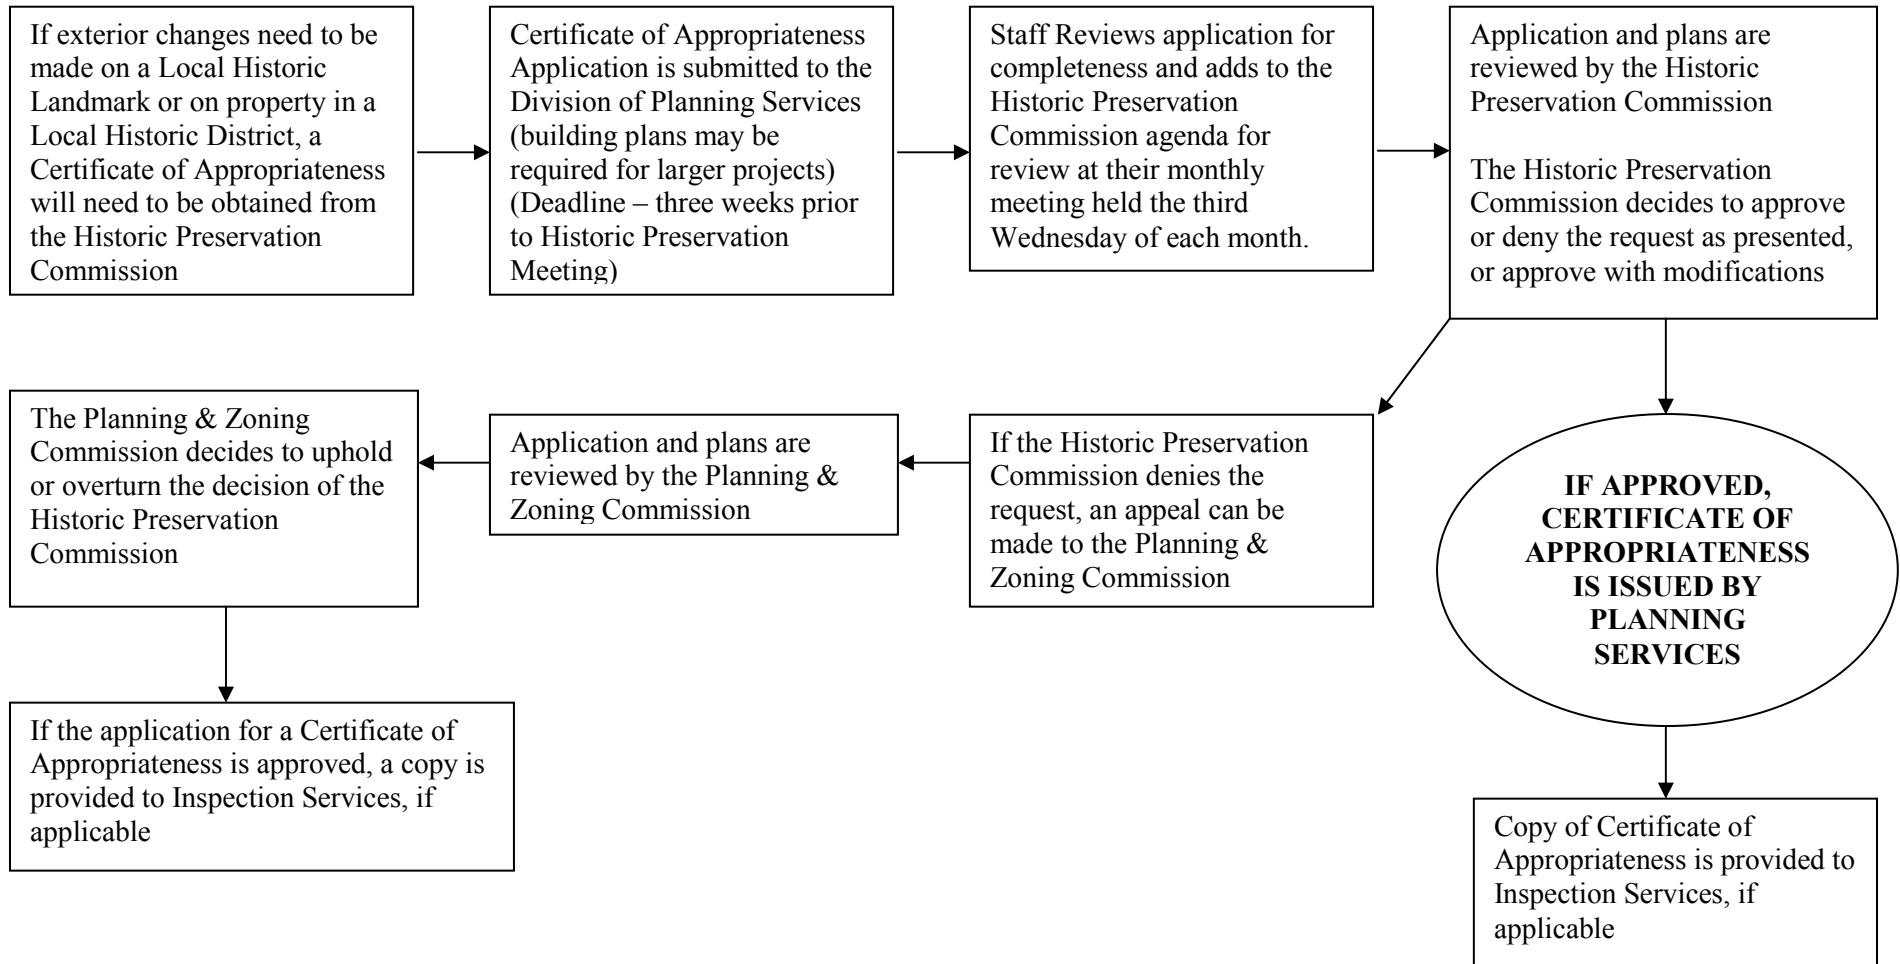 If exterior changes need to be
made on a Local Historic
Landmark or on property in a
Local Historic District, a
Certificate of Appropriateness
will need to be obtained from
the Historic Preservation
Commission
Certificate of Appropriateness
Application is submitted to the
Division of Planning Services
(building plans may be
required for larger projects)
(Deadline – three weeks prior
to Historic Preservation
Meeting)
Staff Reviews application for
completeness and adds to the
Historic Preservation
Commission agenda for
review at their monthly
meeting held the third
Wednesday of each month.
Application and plans are
reviewed by the Historic
Preservation Commission
The Historic Preservation
Commission decides to approve
or deny the request as presented,
or approve with modifications
IF APPROVED,
CERTIFICATE OF
APPROPRIATENESS
IS ISSUED BY
PLANNING
SERVICES
Copy of Certificate of
Appropriateness is provided to
Inspection Services, if
applicable
If the Historic Preservation
Commission denies the
request, an appeal can be
made to the Planning &
Zoning Commission
Application and plans are
reviewed by the Planning &
Zoning Commission
The Planning & Zoning
Commission decides to uphold
or overturn the decision of the
Historic Preservation
Commission
If the application for a Certificate of
Appropriateness is approved, a copy is
provided to Inspection Services, if
applicable